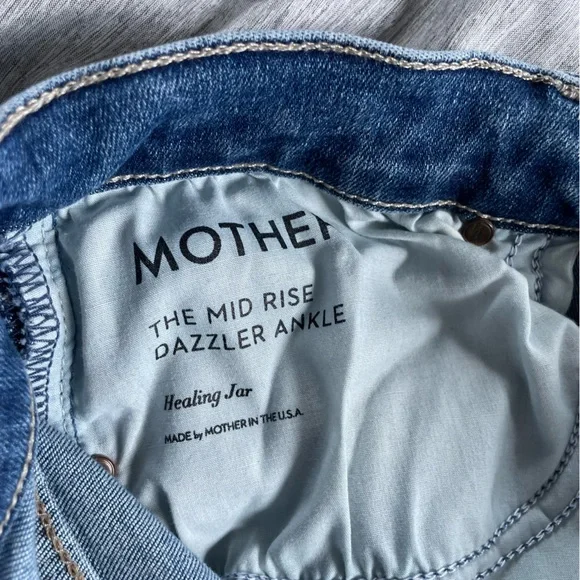 MOTHER
THE MID RISE
DAZZLER ANKLE
Healing Jar
MADE by MOTHER IN THE U.S.A.